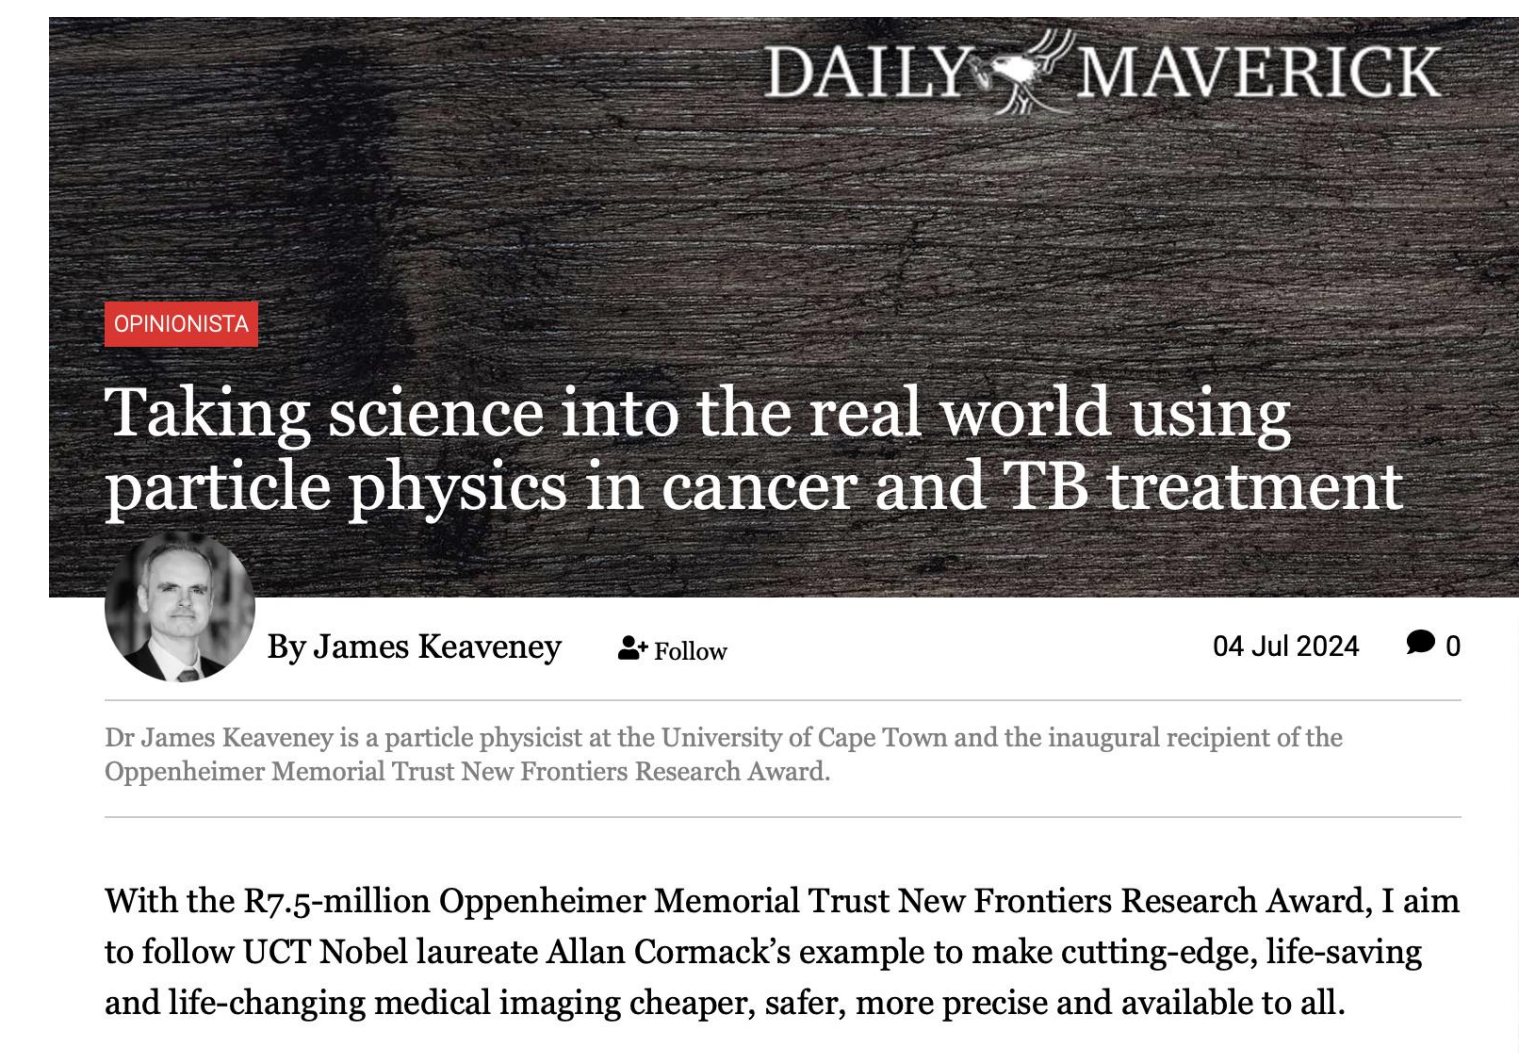 DAILY MAVERICK
OPINIONISTA
Taking science into the real world using
particle physics in cancer and TB treatment
By James Keaveney Follow 04 Jul 2024 0
Dr James Keaveney is a particle physicist at the University of Cape Town and the inaugural recipient of the
Oppenheimer Memorial Trust New Frontiers Research Award.
With the R7.5-million Oppenheimer Memorial Trust New Frontiers Research Award, I aim
to follow UCT Nobel laureate Allan Cormack’s example to make cutting-edge, life-saving
and life-changing medical imaging cheaper, safer, more precise and available to all.